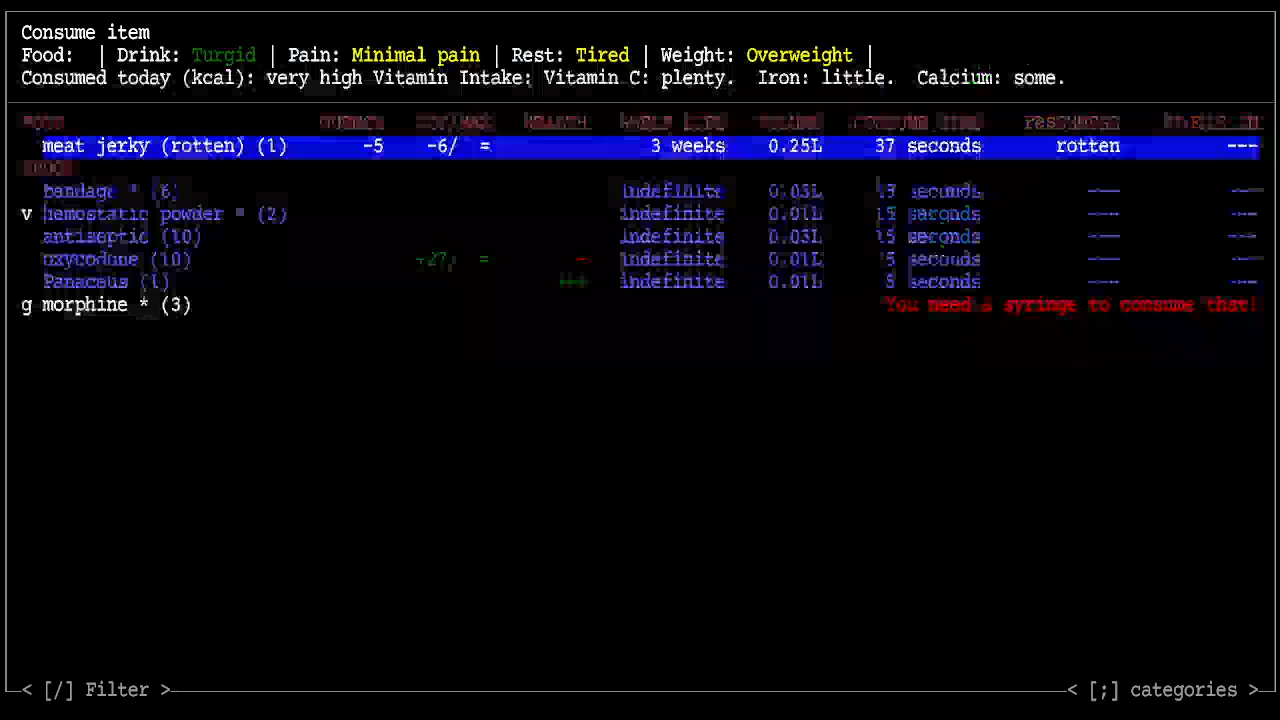 Consume item
Food: | Drink: Turgid | Pain: Minimal pain | Rest: Tired | Weight: Overweight |
Consumed today (kcal): very high Vitamin Intake: Vitamin C: plenty. Iron: little. Calcium: some.
meat jerky (rotten) (1) -5 -6/ = 3 weeks 0.25L 37 seconds rotten ---
bandage * indefinite 0.03L seconds
v hemostatic powder * (2) indefinite 0.01L 15 seconds
antiseptic (10) indefinite 0.03L 15 seconds
oxycodone (10) = indefinite 0.01L seconds
Panaceus (1) +++ indefinite 0.01L seconds
g morphine * (3) You need a syringe to consume that!
< [/] Filter > < [;] categories >